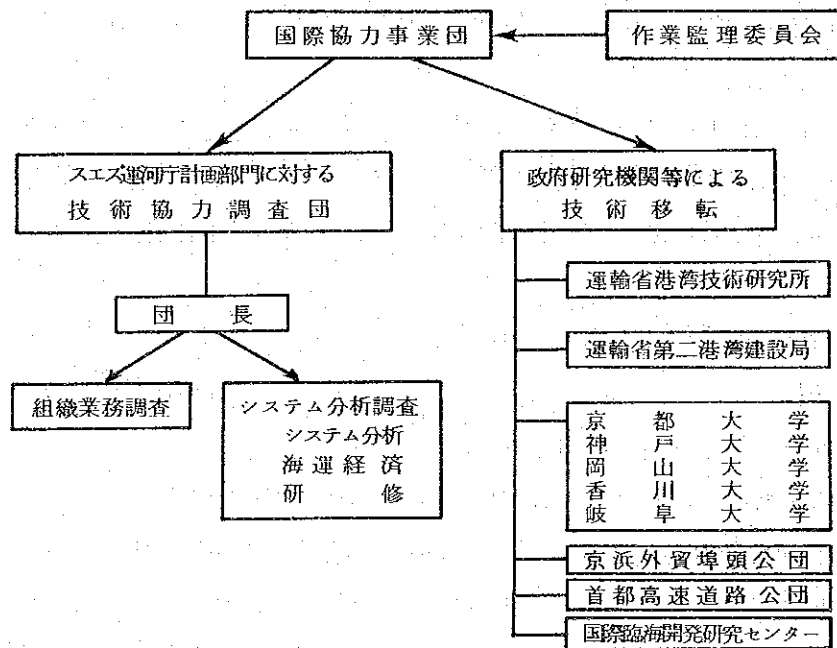 国際協力事業団
作業監理委員会
スエズ運河庁計画部門に対する
技術協力調査団
政府研究機関等による
技術移転
団長
組織業務調査
システム分析調査
システム分析
海運経済
研修
運輸省港湾技術研究所
運輸省第二港湾建設局
京都大学
神戸大学
岡山大学
香川大学
岐阜大学
京浜外貿埠頭公団
首都高速道路公団
国際臨海開発研究センター